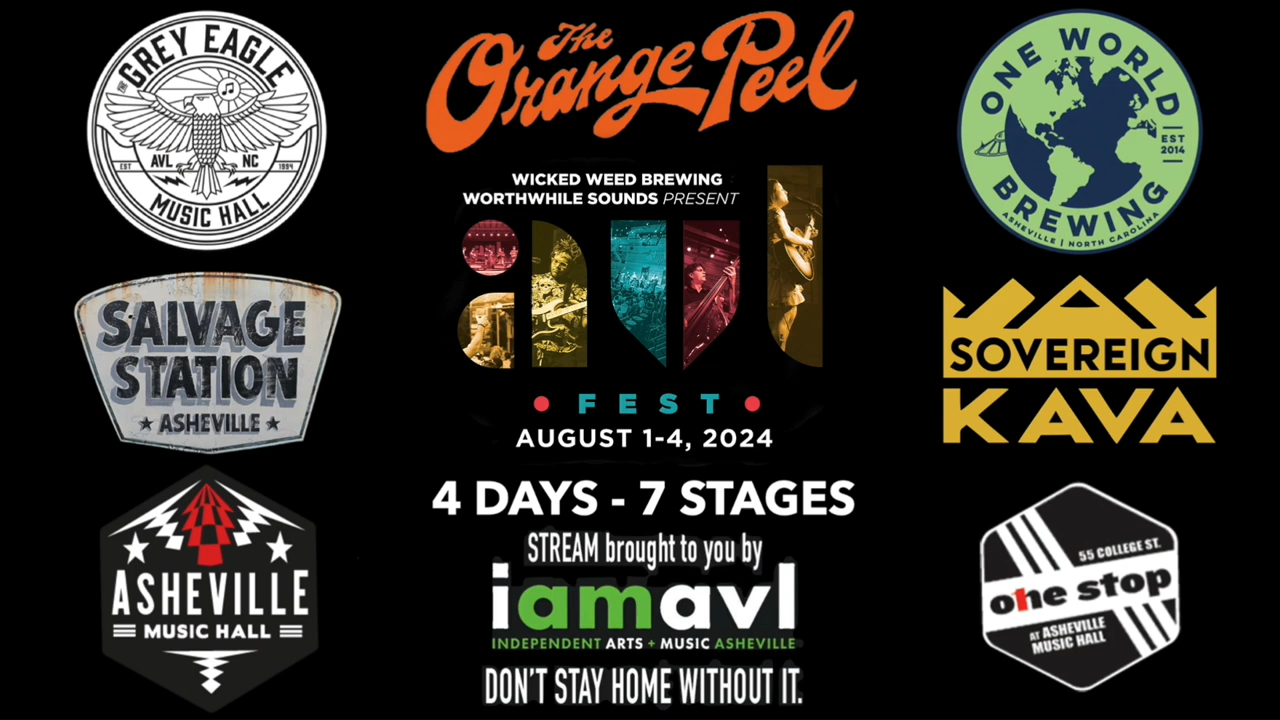 THE GREY EAGLE
EST AVL NC 1994
MUSIC HALL
The
Orange Peel
ONE WORLD
EST
2014
BREWING
ASHEVILLE | NORTH CAROLINA
WICKED WEED BREWING
WORTHWHILE SOUNDS PRESENT
avl
• FEST •
AUGUST 1-4, 2024
SALVAGE
STATION
★ ASHEVILLE ★
SOVEREIGN
KAVA
4 DAYS - 7 STAGES
STREAM brought to you by
iamavl
INDEPENDENT ARTS + MUSIC ASHEVILLE
DON'T STAY HOME WITHOUT IT.
ASHEVILLE
MUSIC HALL
55 COLLEGE ST.
one stop
AT ASHEVILLE
MUSIC HALL